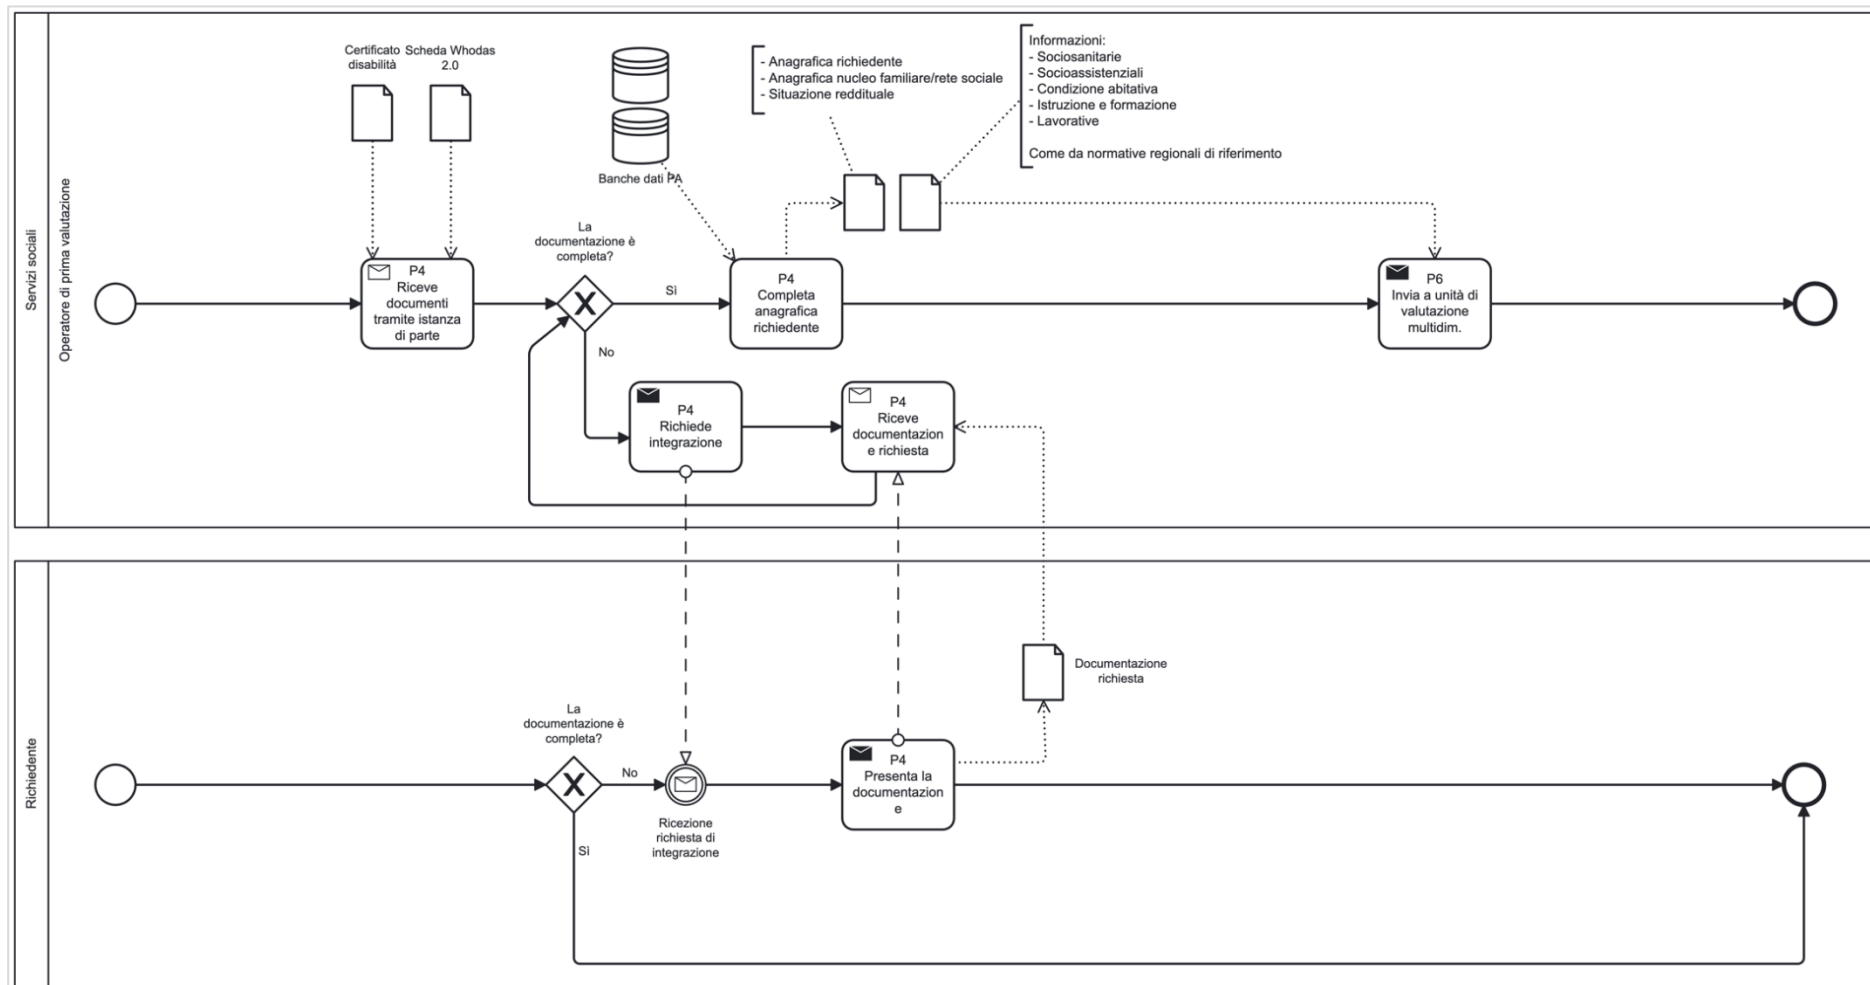 Servizi sociali
Operatore di prima valutazione
Certificato
disabilità
Scheda Whodas
2.0
Banche dati PA
- Anagrafica richiedente
- Anagrafica nucleo familiare/rete sociale
- Situazione reddituale
Informazioni:
- Sociosanitarie
- Socioassistenziali
- Condizione abitativa
- Istruzione e formazione
- Lavorative
Come da normative regionali di riferimento
P4
Riceve
documenti
tramite istanza
di parte
La
documentazione è
completa?
Sì
No
P4
Completa
anagrafica
richiedente
P6
Invia a unità di
valutazione
multidim.
P4
Richiede
integrazione
P4
Riceve
documentazion
e richiesta
Richiedente
La
documentazione è
completa?
No
Sì
Ricezione
richiesta di
integrazione
P4
Presenta la
documentazion
e
Documentazione
richiesta